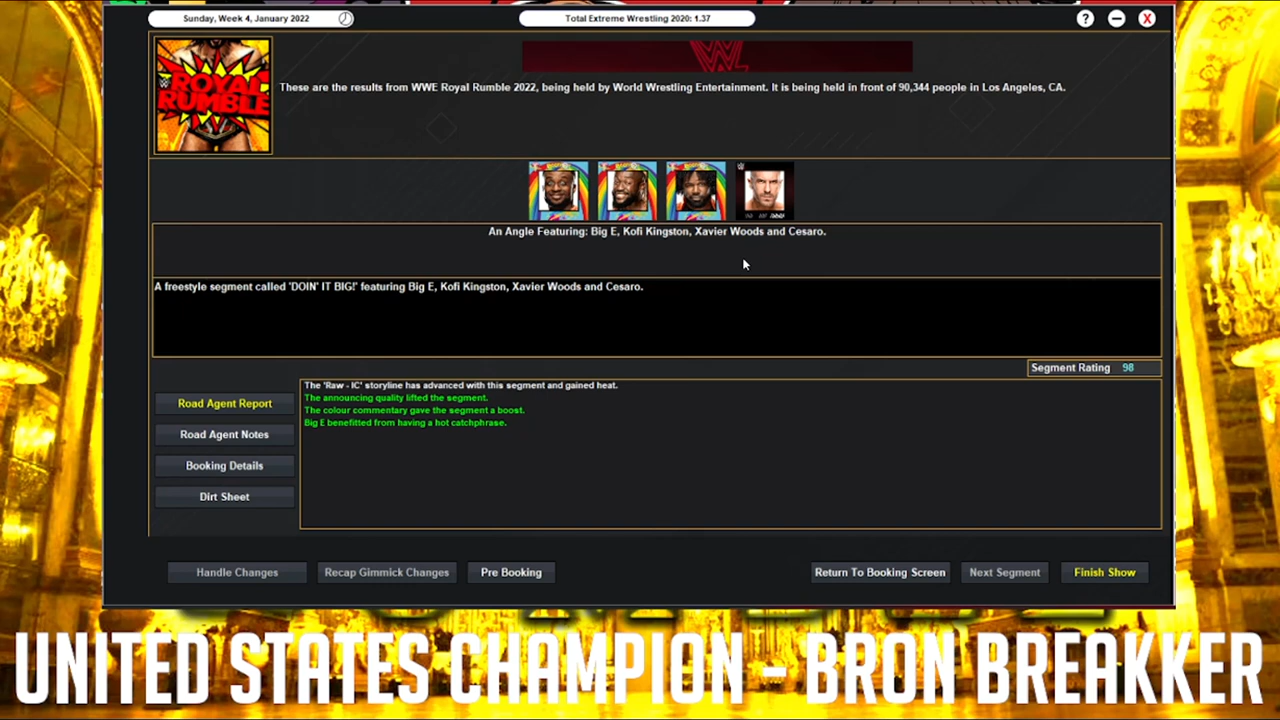 Sunday, Week 4, January 2022
Total Extreme Wrestling 2020: 1.37
?
X
ROYAL
RUMBLE
These are the results from WWE Royal Rumble 2022, being held by World Wrestling Entertainment. It is being held in front of 90,344 people in Los Angeles, CA.
An Angle Featuring: Big E, Kofi Kingston, Xavier Woods and Cesaro.
A freestyle segment called 'DOIN' IT BIG!' featuring Big E, Kofi Kingston, Xavier Woods and Cesaro.
Segment Rating 98
The 'Raw - IC' storyline has advanced with this segment and gained heat.
The announcing quality lifted the segment.
The colour commentary gave the segment a boost.
Big E benefitted from having a hot catchphrase.
Road Agent Report
Road Agent Notes
Booking Details
Dirt Sheet
Handle Changes
Recap Gimmick Changes
Pre Booking
Return To Booking Screen
Next Segment
Finish Show
UNITED STATES CHAMPION - BRON BREAKKER